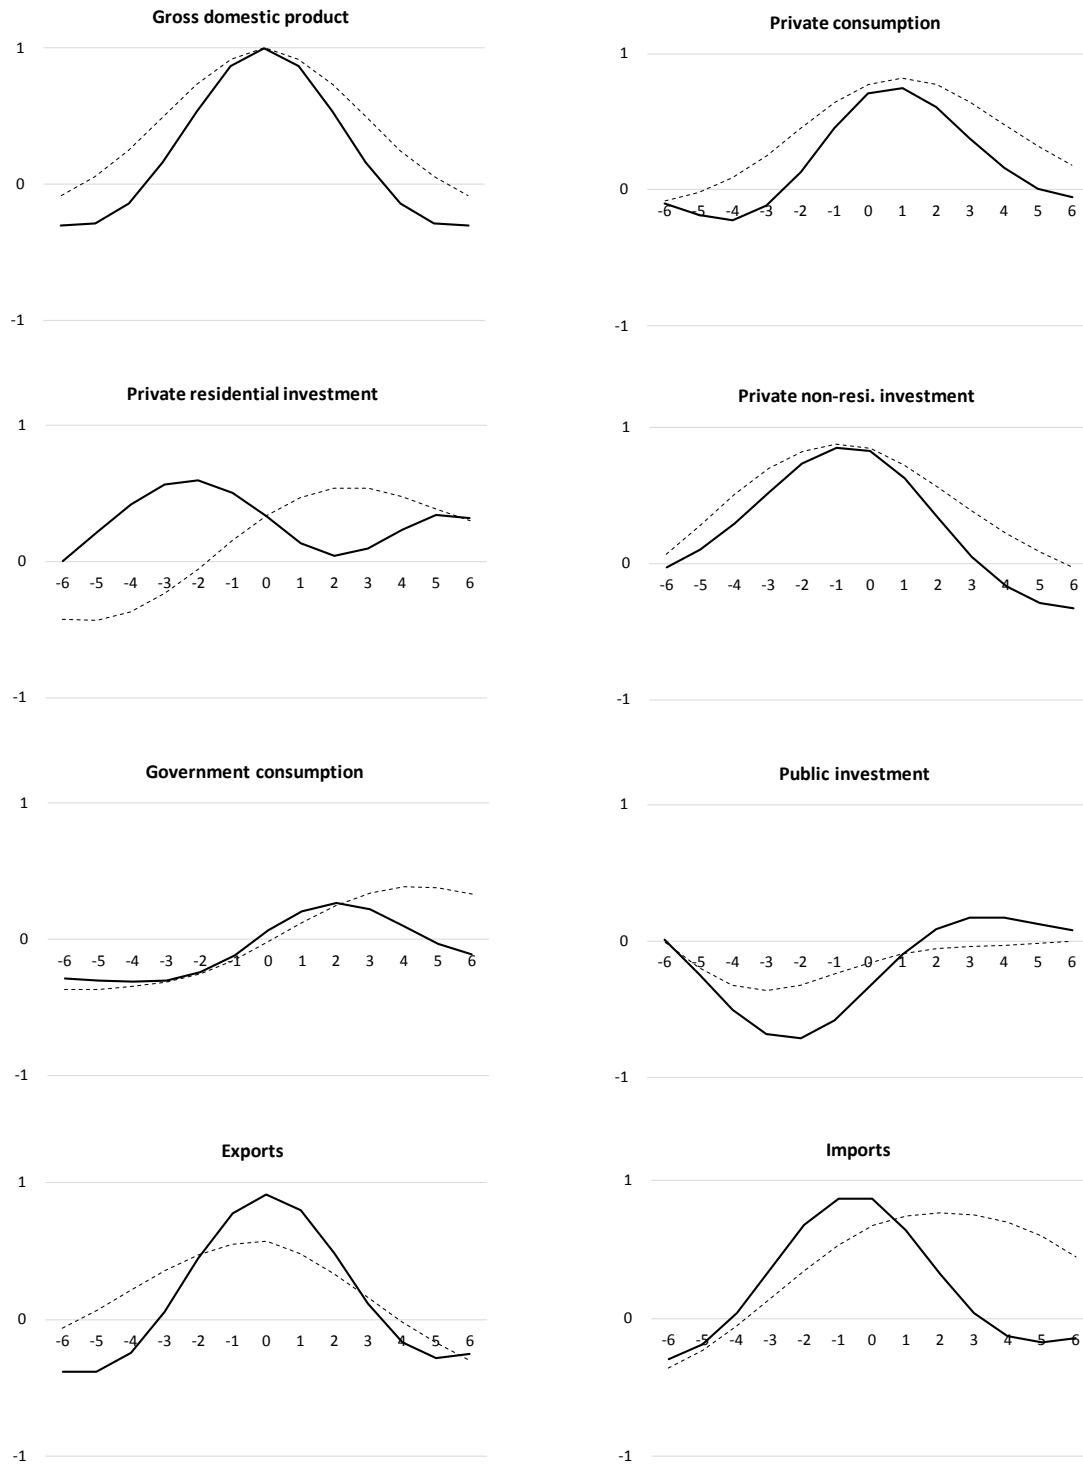 Gross domestic product
1
0
-1
Private consumption
1
0
-6 -5 -4 -3 -2 -1 0 1 2 3 4 5 6
-1
Private residential investment
1
0
-6 -5 -4 -3 -2 -1 0 1 2 3 4 5 6
-1
Private non-resi. investment
1
0
-6 -5 -4 -3 -2 -1 0 1 2 3 4 5 6
-1
Government consumption
1
0
-6 -5 -4 -3 -2 -1 0 1 2 3 4 5 6
-1
Public investment
1
0
-6 -5 -4 -3 -2 -1 0 1 2 3 4 5 6
-1
Exports
1
0
-6 -5 -4 -3 -2 -1 0 1 2 3 4 5 6
-1
Imports
1
0
-6 -5 -4 -3 -2 -1 0 1 2 3 4 5 6
-1